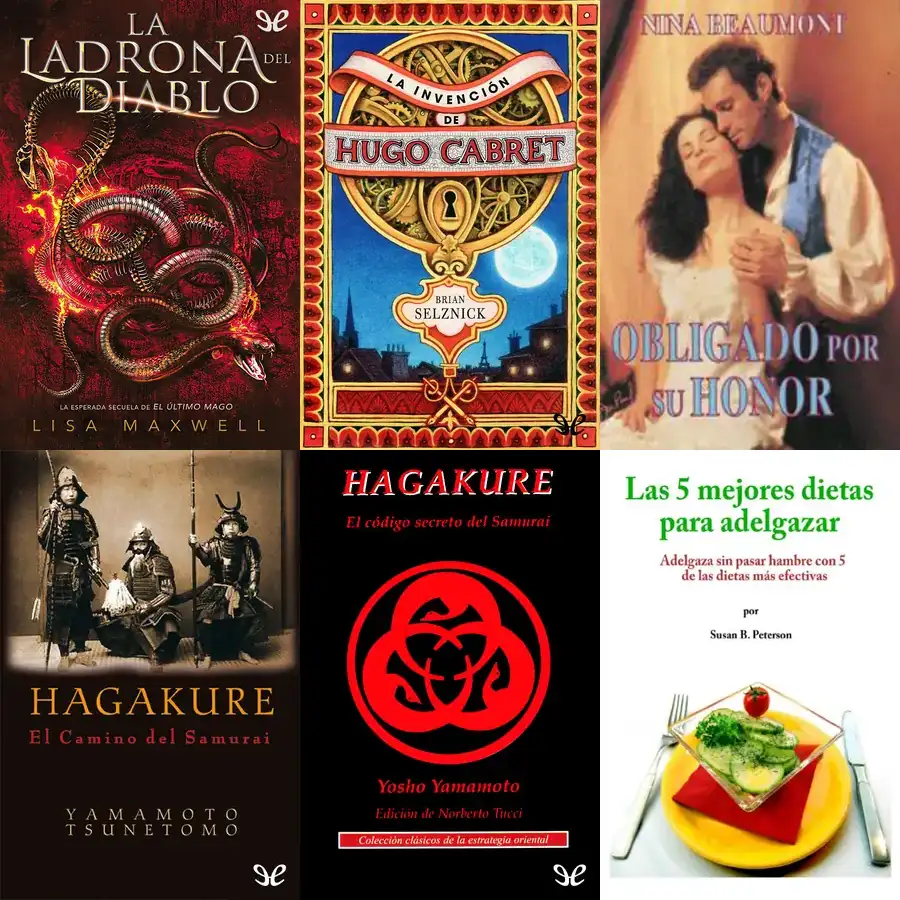 LA
LADRONA DEL
DIABLO
LA ESPERADA SECUELA DE EL ÚLTIMO MAGO
LISA MAXWELL
LA INVENCIÓN
DE
HUGO CABRET
BRIAN
SELZNICK
NINA BEAUMONT
OBLIGADO POR
SU HONOR
HAGAKURE
El Camino del Samurai
YAMAMOTO
TSUNETOMO
HAGAKURE
El código secreto del Samurai
Yosho Yamamoto
Edición de Norberto Tucci
Colección clásicos de la estrategia oriental
Las 5 mejores dietas
para adelgazar
Adelgaza sin pasar hambre con 5
de las dietas más efectivas
por
Susan B. Peterson